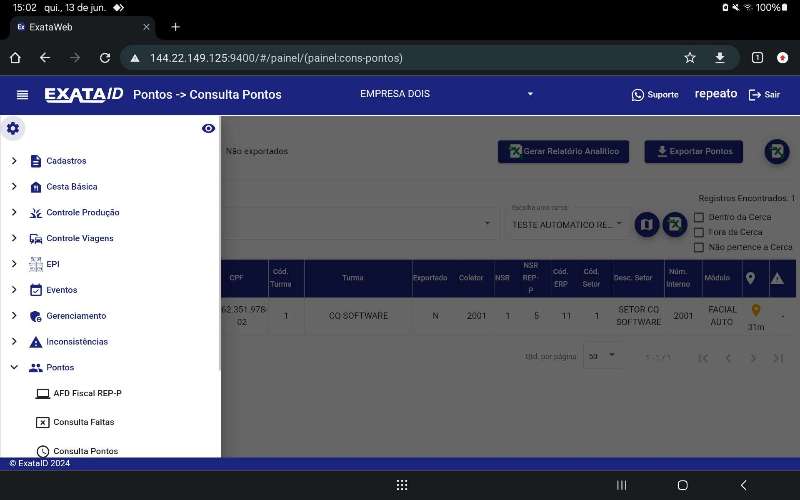 15:02 qui., 13 de jun.
100%
Ex ExataWeb
144.22.149.125:9400/#/painel/(painel:cons-pontos)
1
EXATA ID Pontos -> Consulta Pontos
EMPRESA DOIS
Suporte
repeato
Sair
Cadastros
Cesta Básica
Controle Produção
Controle Viagens
EPI
Eventos
Gerenciamento
Inconsistências
Pontos
AFD Fiscal REP-P
Consulta Faltas
Consulta Pontos
Não exportados
Gerar Relatório Analítico
Exportar Pontos
Registros Encontrados: 1
Escolha uma cerca
TESTE AUTOMATICO RE...
Dentro da Cerca
Fora da Cerca
Não pertence a Cerca
CPF
Cód. Turma
Turma
Exportado
Coletor
NSR
NSR REP-P
Cód. ERP
Cód. Setor
Desc. Setor
Núm. Interno
Módulo
62.351.978-02
1
CQ SOFTWARE
N
2001
1
5
11
1
SETOR CQ SOFTWARE
2001
FACIAL AUTO
31m
-
Qtd. por página:
50
1 - 1 / 1
© ExataID 2024